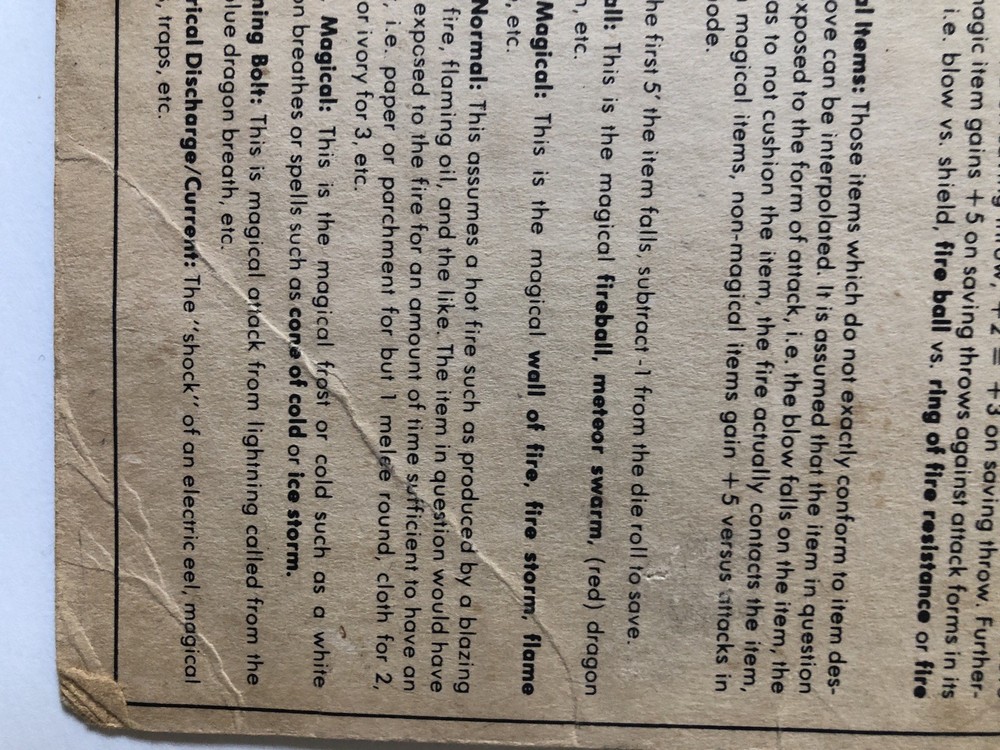 magic item gains +5 on saving throws against attack forms in its
i.e. blow vs. shield, fire ball vs. ring of fire resistance or fire
al Items: Those items which do not exactly conform to item des-
ove can be interpolated. It is assumed that the item in question
exposed to the form of attack, i.e. the blow falls on the item, the
as to not cushion the item, the fire actually contacts the item,
magical items, non-magical items gain +5 versus attacks in
ode.
he first 5' the item falls, subtract -1 from the die roll to save.
all: This is the magical fireball, meteor swarm, (red) dragon
, etc.
Magical: This is the magical wall of fire, fire storm, flame
, etc.
Normal: This assumes a hot fire such as produced by a blazing
fire, flaming oil, and the like. The item in question would have
exposed to the fire for an amount of time sufficient to have an
, i.e. paper or parchment for but 1 melee round, cloth for 2,
or ivory for 3, etc.
Magical: This is the magical frost or cold such as a white
on breathes or spells such as cone of cold or ice storm.
ning Bolt: This is magical attack from lightning called from the
lue dragon breath, etc.
rical Discharge/Current: The "shock" of an electric eel, magical
, traps, etc.